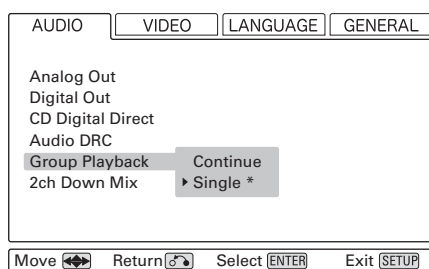 AUDIO VIDEO LANGUAGE GENERAL
Analog Out
Digital Out
CD Digital Direct
Audio DRC
Group Playback Continue
2ch Down Mix Single *
Move Return Select ENTER Exit SETUP